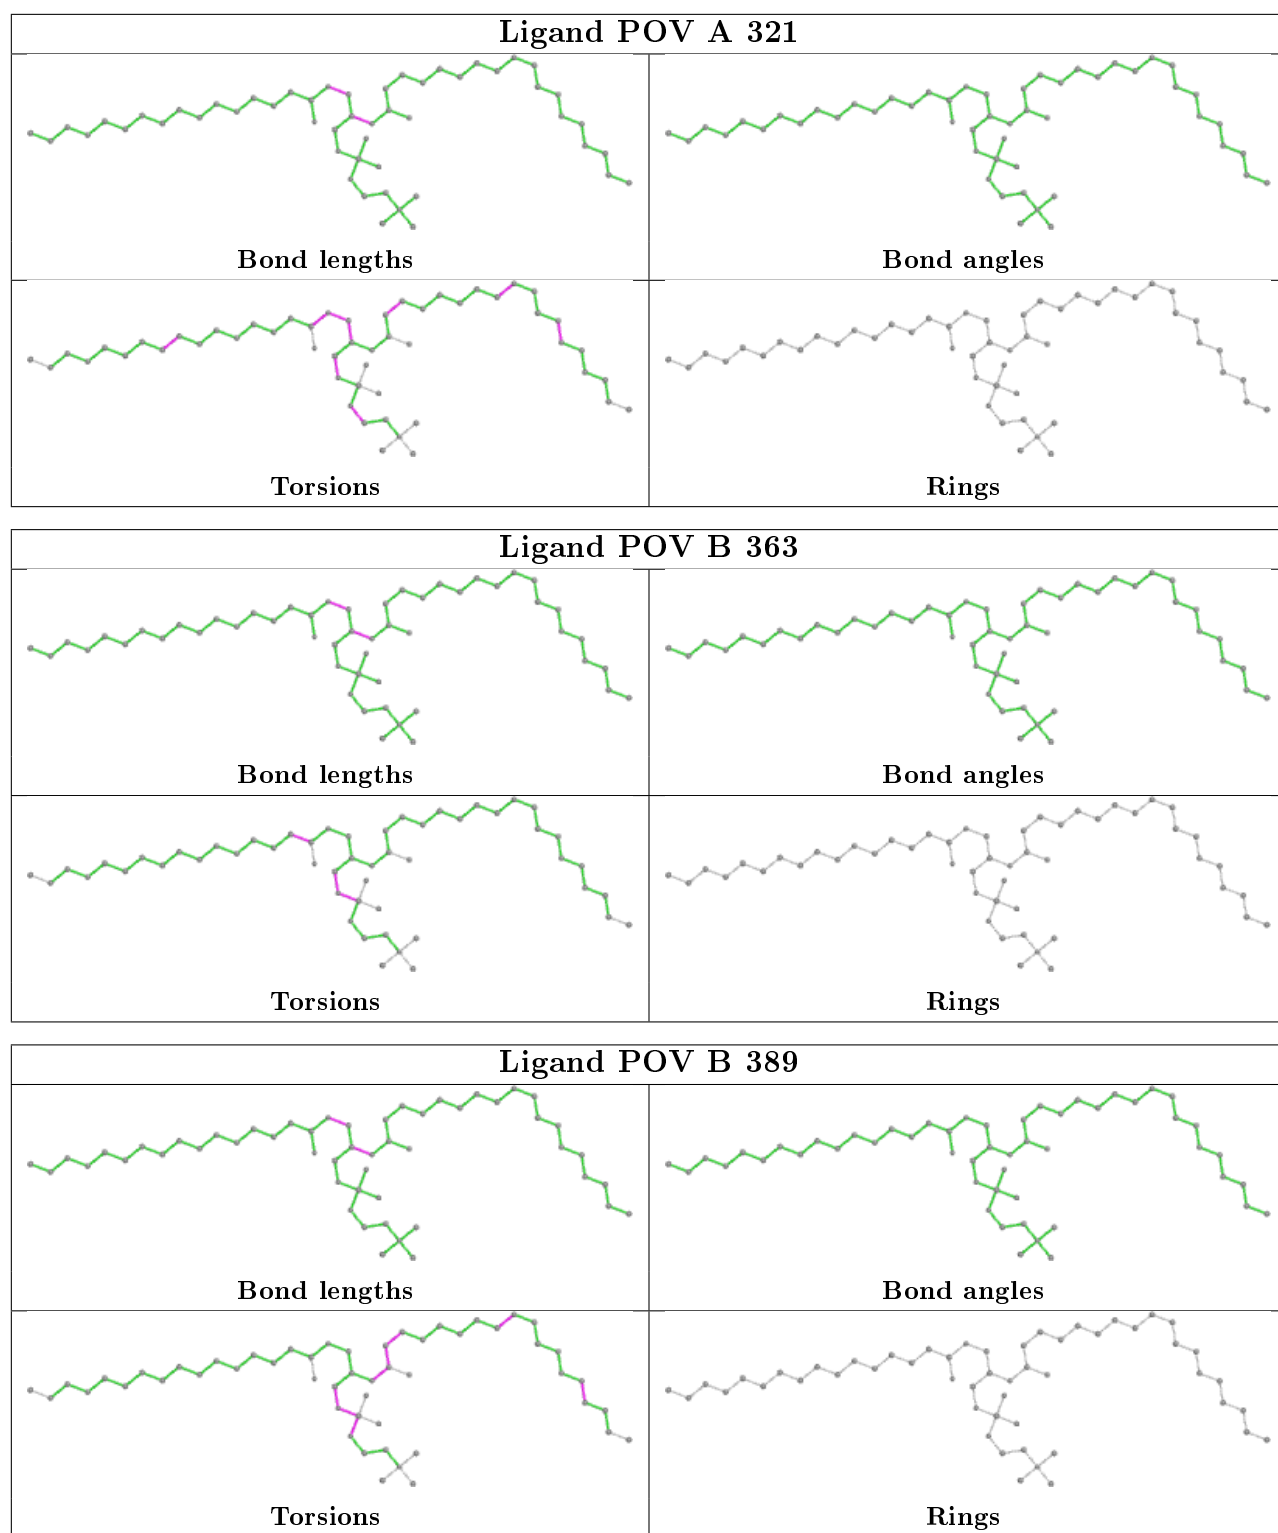 Ligand POV A 321
Bond lengths
Bond angles
Torsions
Rings
Ligand POV B 363
Bond lengths
Bond angles
Torsions
Rings
Ligand POV B 389
Bond lengths
Bond angles
Torsions
Rings